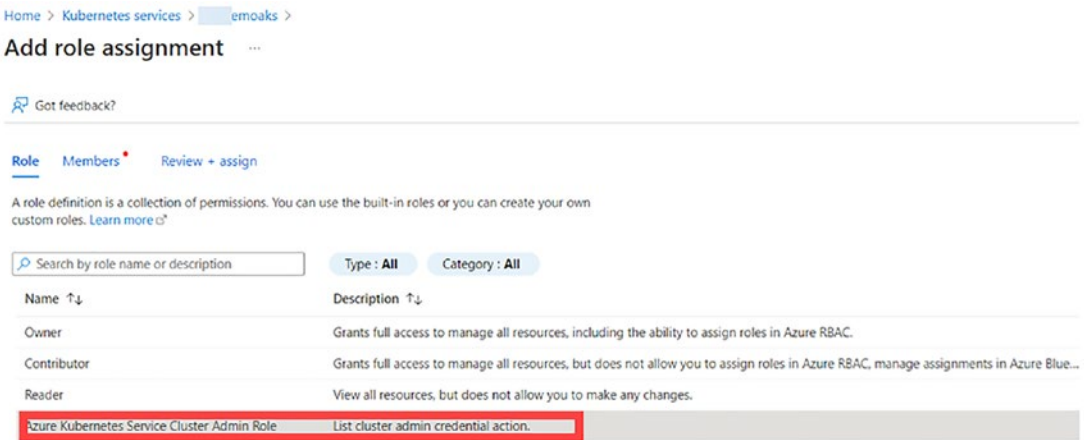 Home > Kubernetes services > emoaks >
Add role assignment ...
Got feedback?
Role Members Review + assign
A role definition is a collection of permissions. You can use the built-in roles or you can create your own
custom roles. Learn more
Search by role name or description Type : All Category : All
Name ↑↓ Description ↑↓
Owner Grants full access to manage all resources, including the ability to assign roles in Azure RBAC.
Contributor Grants full access to manage all resources, but does not allow you to assign roles in Azure RBAC, manage assignments in Azure Blue...
Reader View all resources, but does not allow you to make any changes.
Azure Kubernetes Service Cluster Admin Role List cluster admin credential action.